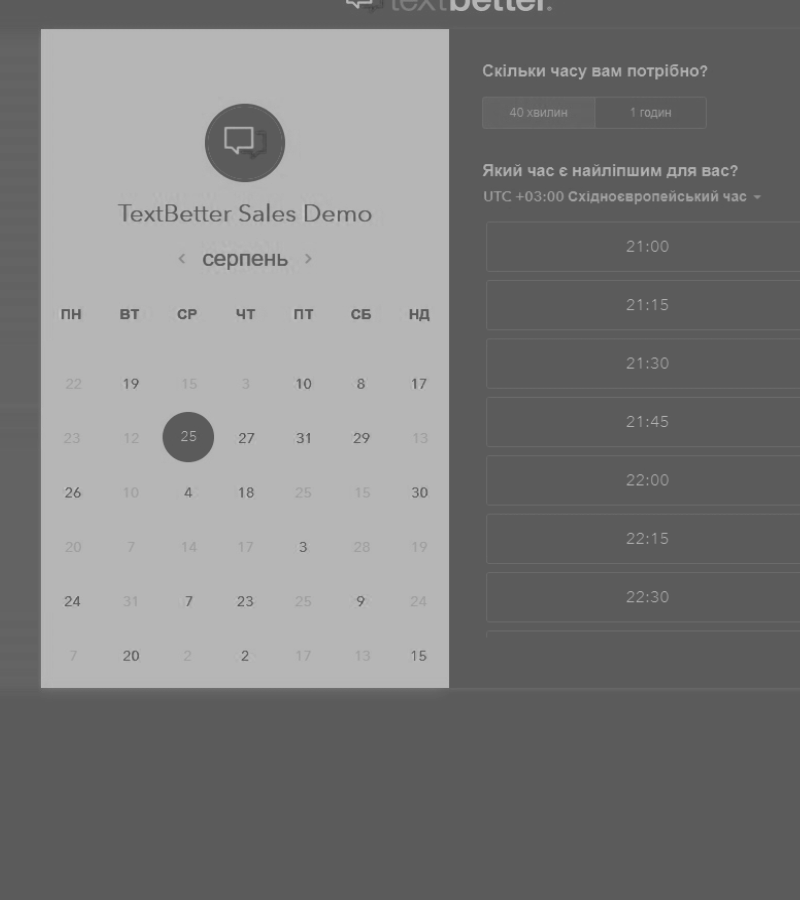 textbetter.
TextBetter Sales Demo
‹ серпень ›
ПН ВТ СР ЧТ ПТ СБ НД
22 19 15 3 10 8 17
23 12 25 27 31 29 13
26 10 4 18 25 15 30
20 7 14 17 3 28 19
24 31 7 23 25 9 24
7 20 2 2 17 13 15
Скільки часу вам потрібно?
40 хвилин 1 годин
Який час є найліпшим для вас?
UTC +03:00 Східноєвропейський час
21:00
21:15
21:30
21:45
22:00
22:15
22:30